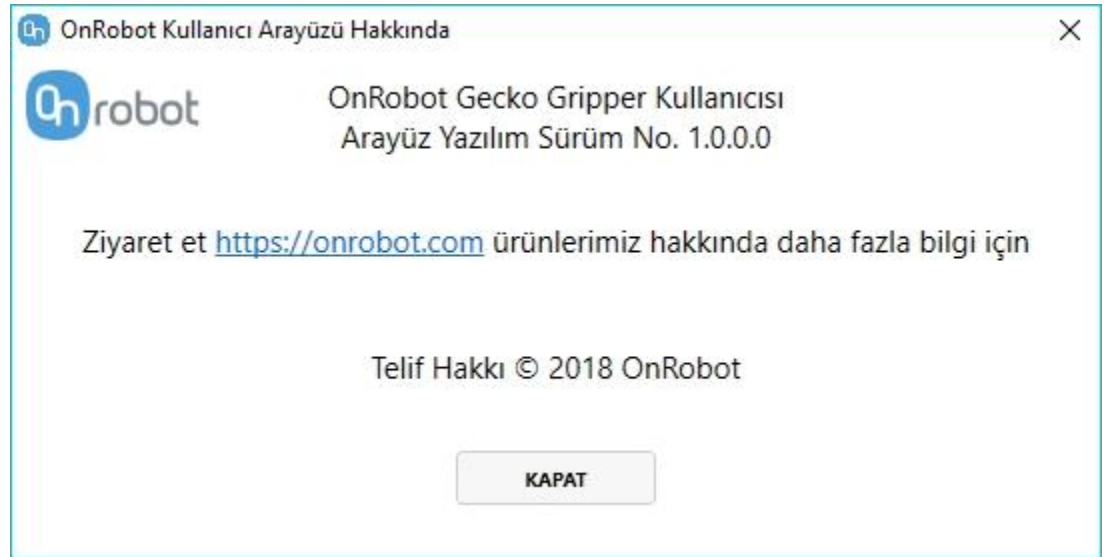 OnRobot Kullanıcı Arayüzü Hakkında
On robot
OnRobot Gecko Gripper Kullanıcısı
Arayüz Yazılım Sürüm No. 1.0.0.0
Ziyaret et https://onrobot.com ürünlerimiz hakkında daha fazla bilgi için
Telif Hakkı © 2018 OnRobot
KAPAT